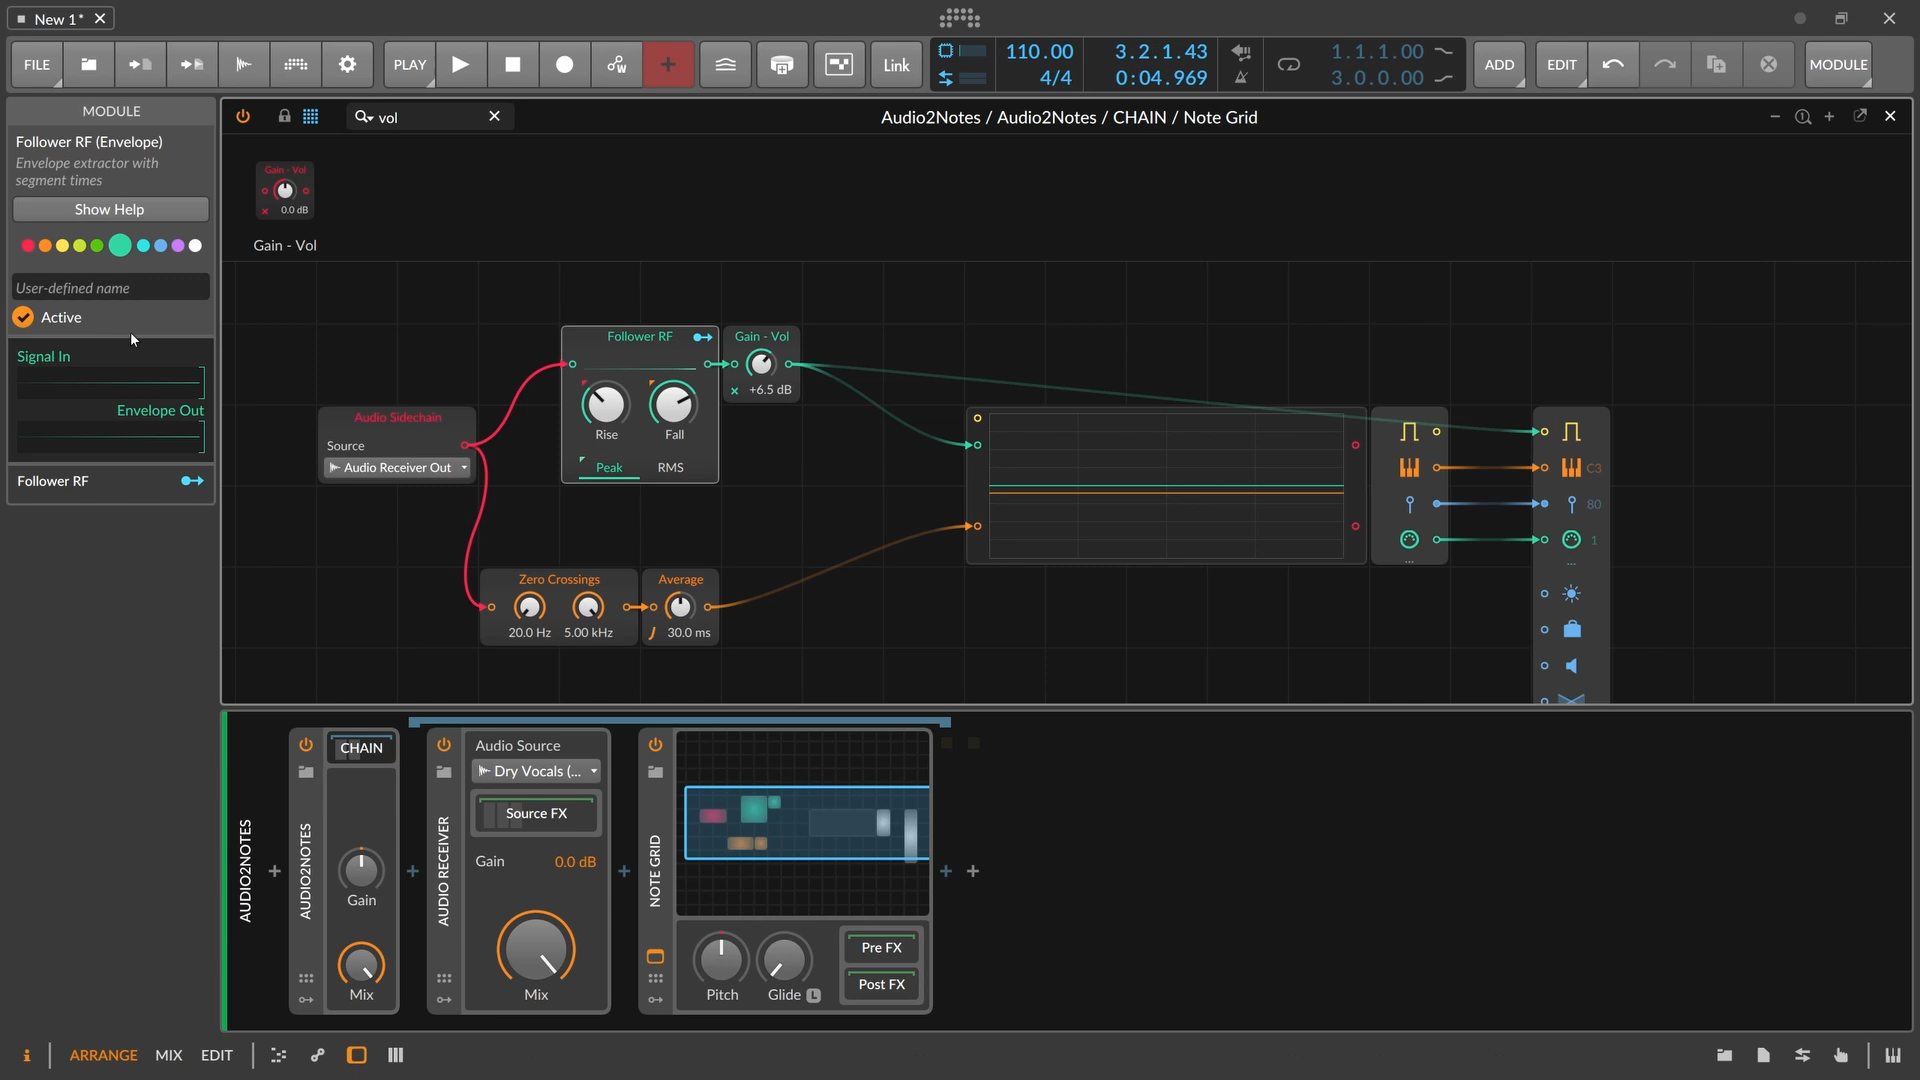 New 1*
FILE
PLAY
Link
110.00
4/4
3.2.1.43
0:04.969
1.1.1.00
3.0.0.00
ADD
EDIT
MODULE
MODULE
Follower RF (Envelope)
Envelope extractor with
segment times
Show Help
User-defined name
Active
Signal In
Envelope Out
Follower RF
vol
Audio2Notes / Audio2Notes / CHAIN / Note Grid
Gain - Vol
0.0 dB
Gain - Vol
Follower RF
Rise
Fall
Peak
RMS
Gain - Vol
+6.5 dB
Audio Sidechain
Source
Audio Receiver Out
Zero Crossings
20.0 Hz
5.00 kHz
Average
30.0 ms
C3
80
1
AUDIO2NOTES
AUDIO2NOTES
CHAIN
Gain
Mix
AUDIO RECEIVER
Audio Source
Dry Vocals (...
Source FX
Gain
0.0 dB
Mix
NOTE GRID
Pitch
Glide
L
Pre FX
Post FX
i
ARRANGE
MIX
EDIT